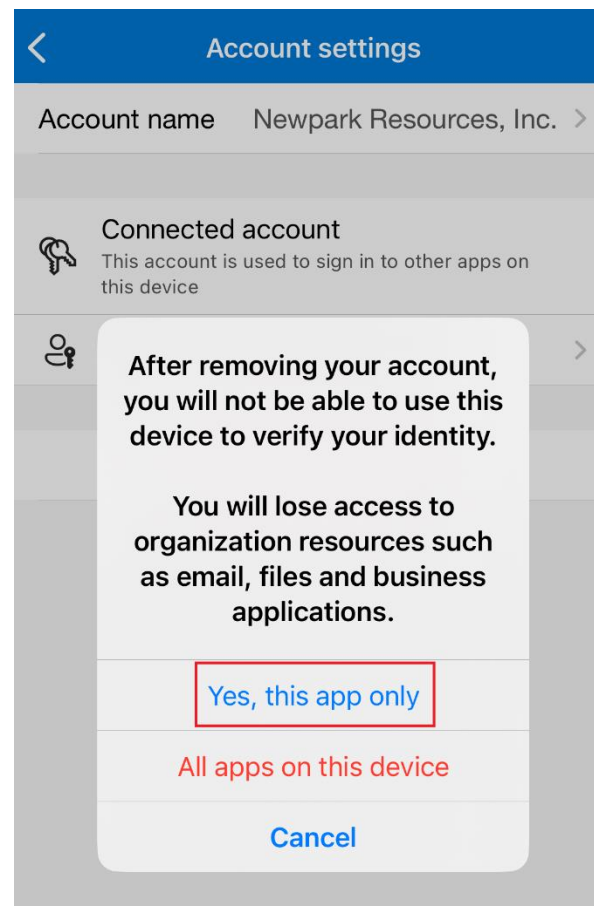 Account settings
Account name Newpark Resources, Inc.
Connected account
This account is used to sign in to other apps on
this device
After removing your account,
you will not be able to use this
device to verify your identity.
You will lose access to
organization resources such
as email, files and business
applications.
Yes, this app only
All apps on this device
Cancel